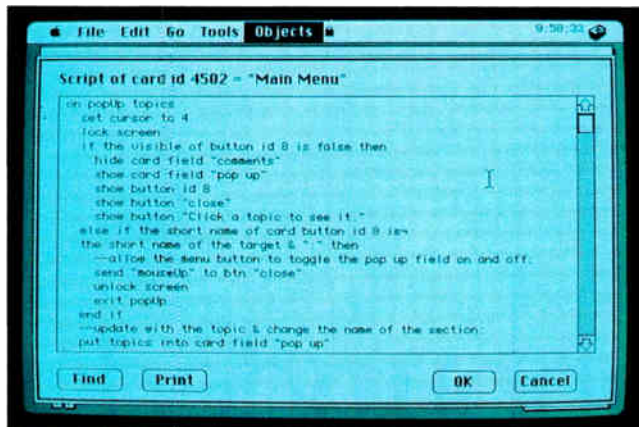 File Edit Go Tools Objects 9:50:33
Script of card id 4502 = "Main Menu"
on popUp topics
set cursor to 4
lock screen
if the visible of button id 8 is false then
hide card field "comments"
show card field "pop up"
show button id 8
show button "close"
show button "Click a topic to see it."
else if the short name of card button id 8 is¬
the short name of the target & ":" then
--allow the menu button to toggle the pop up field on and off:
send "mouseUp" to btn "close"
unlock screen
exit popUp
end if
--update with the topic & change the name of the section:
put topics into card field "pop up"
Find Print OK Cancel